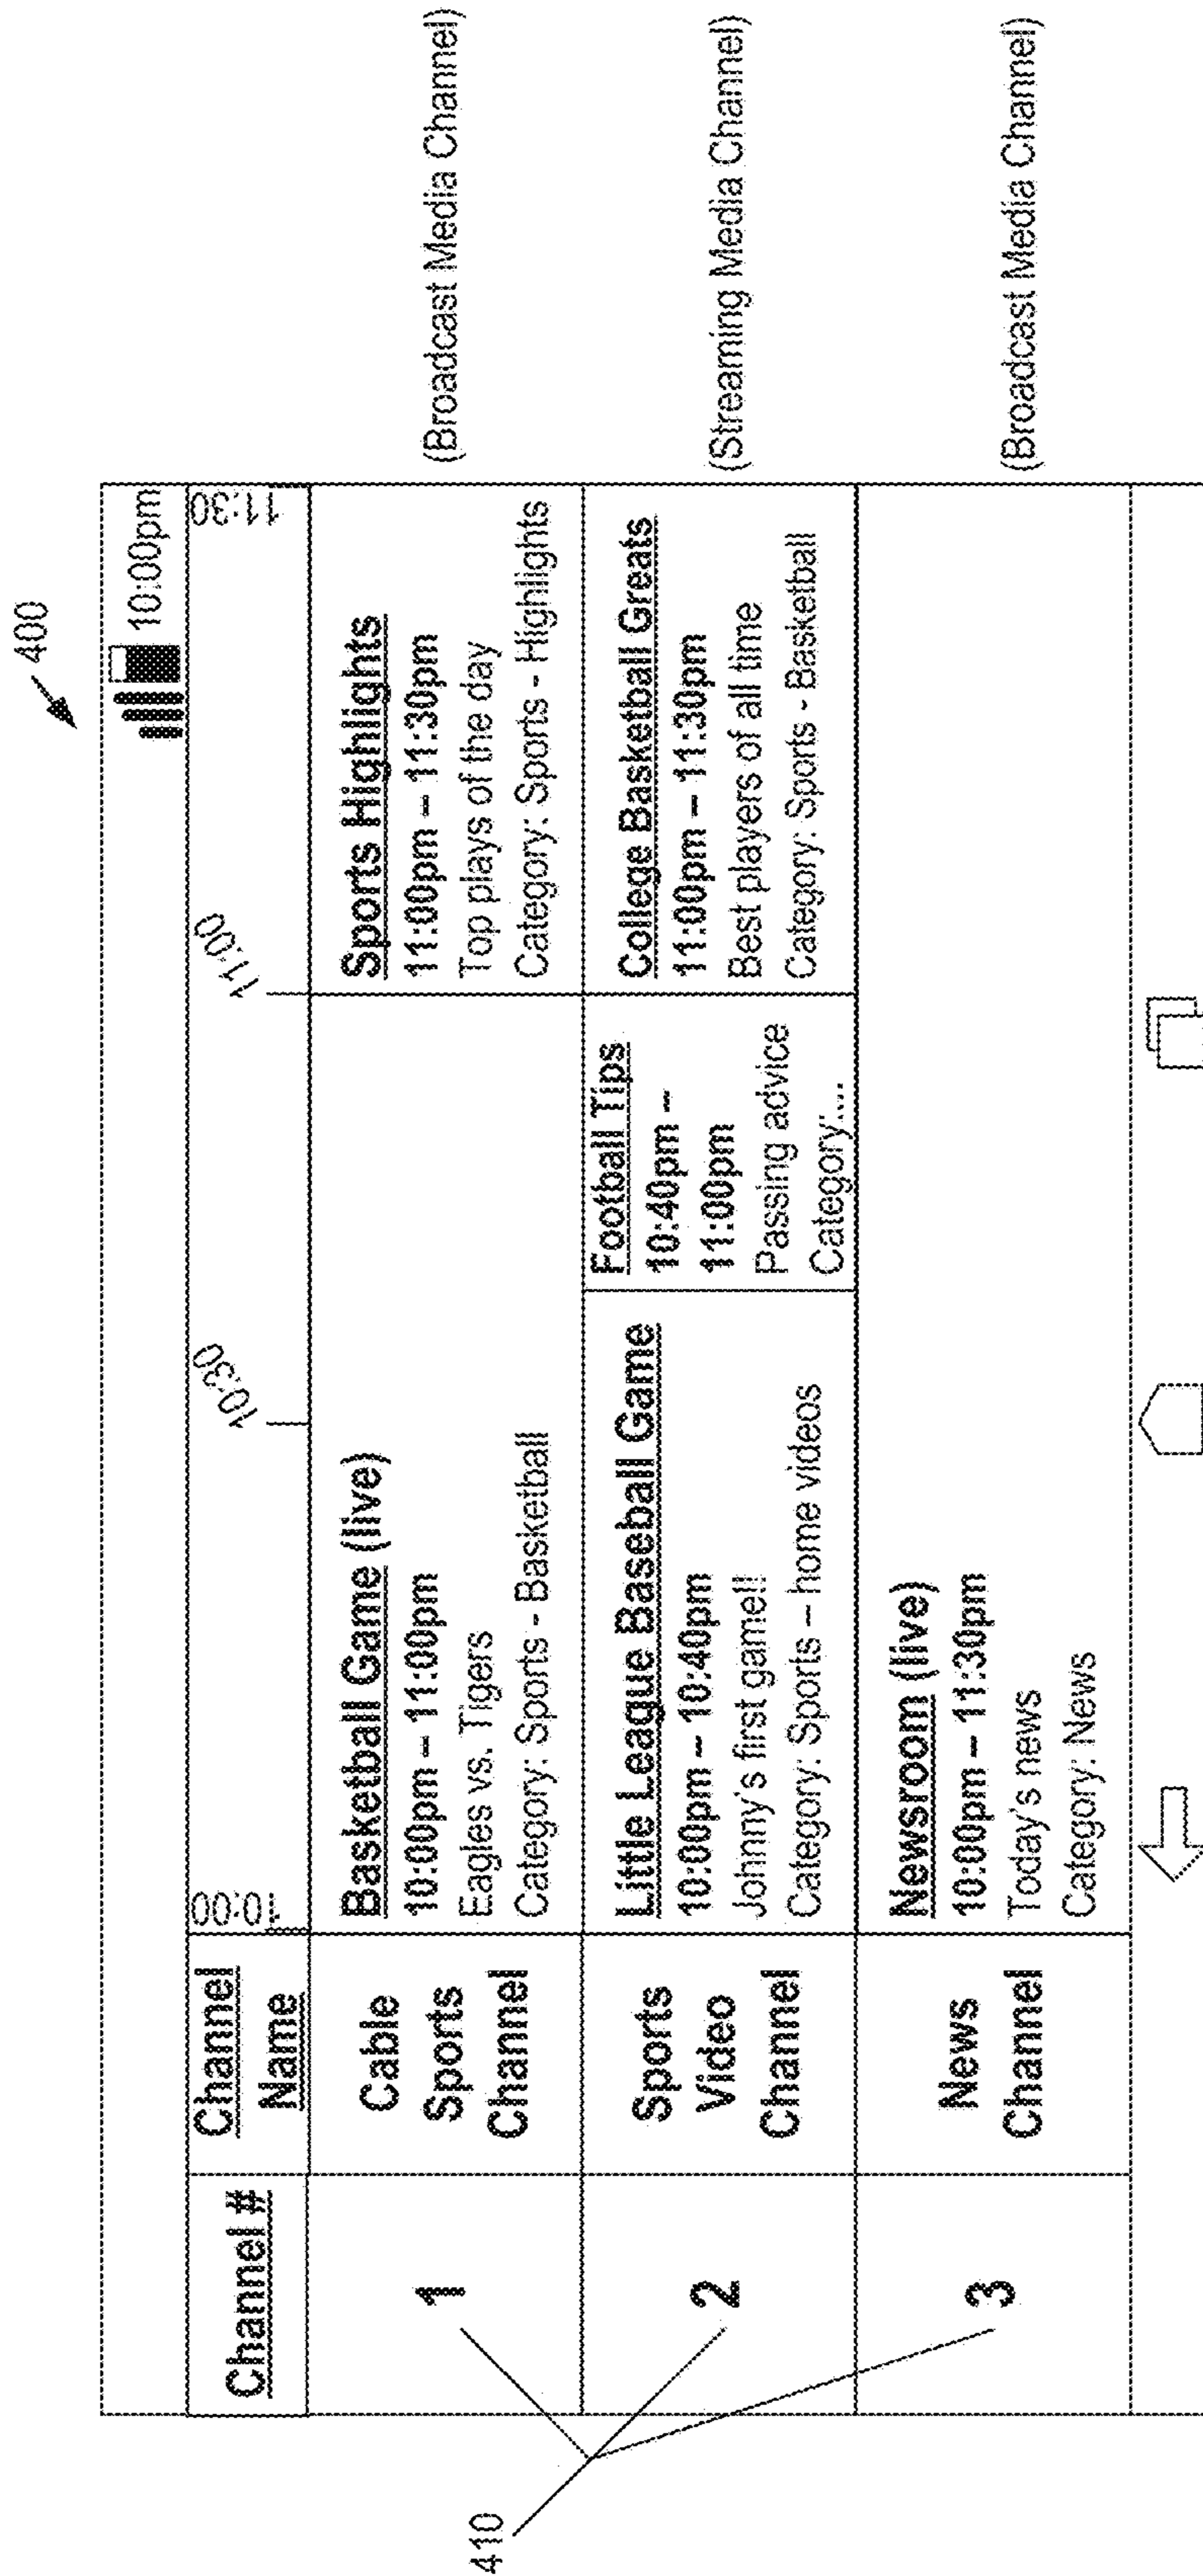 400
10:00pm
Channel #
Channel Name
10:00
10:30
11:00
11:30
1
Cable
Sports
Channel
Basketball Game (live)
10:00pm – 11:00pm
Eagles vs. Tigers
Category: Sports - Basketball
Sports Highlights
11:00pm – 11:30pm
Top plays of the day
Category: Sports - Highlights
(Broadcast Media Channel)
2
Sports
Video
Channel
Little League Baseball Game
10:00pm – 10:40pm
Johnny's first game!!
Category: Sports – home videos
Football Tips
10:40pm –
11:00pm
Passing advice
Category:...
College Basketball Greats
11:00pm – 11:30pm
Best players of all time
Category: Sports - Basketball
(Streaming Media Channel)
3
News
Channel
Newsroom (live)
10:00pm – 11:30pm
Today's news
Category: News
(Broadcast Media Channel)
410